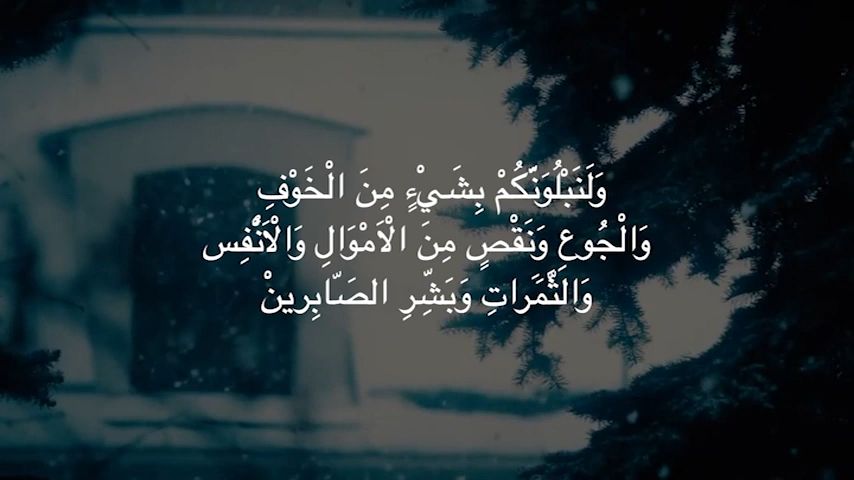 وَلَنَبْلُوَنَّكُمْ بِشَيْءٍ مِنَ الْخَوْفِ
وَالْجُوعِ وَنَقْصٍ مِنَ الْاَمْوَالِ وَالْاَنْفُسِ
وَالثَّمَرَاتِ وَبَشِّرِ الصَّابِرِينْ